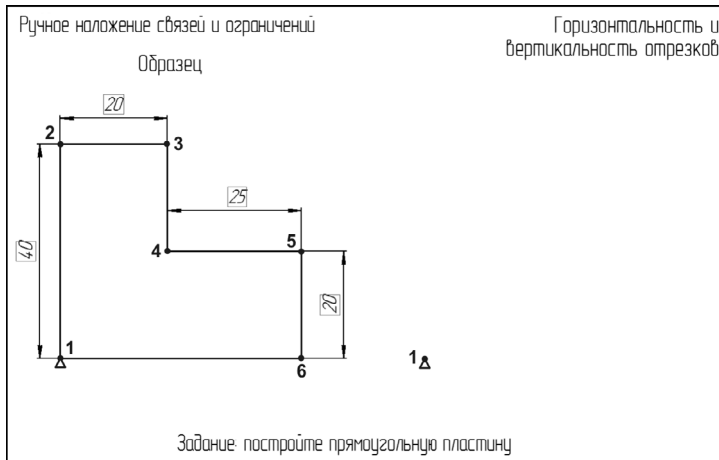 Ручное наложение связей и ограничений
Горизонтальность и
вертикальность отрезков
Образец
20
2
3
25
4
5
40
20
1
6
1
Задание: постройте прямоугольную пластину